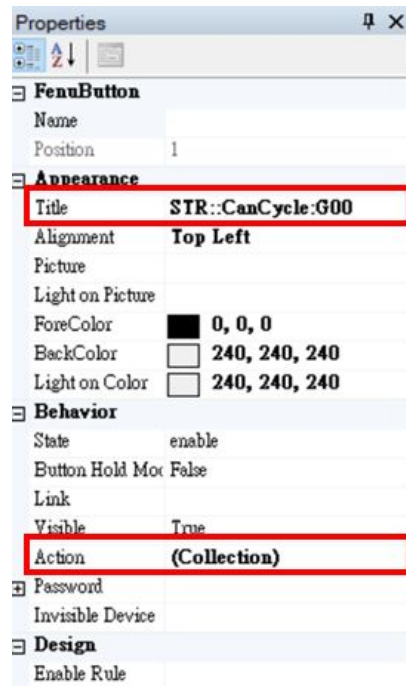 Properties
FenuButton
Name
Position 1
Appearance
Title STR::CanCycle:G00
Alignment Top Left
Picture
Light on Picture
ForeColor 0, 0, 0
BackColor 240, 240, 240
Light on Color 240, 240, 240
Behavior
State enable
Button Hold Moc False
Link
Visible True
Action (Collection)
Password
Invisible Device
Design
Enable Rule